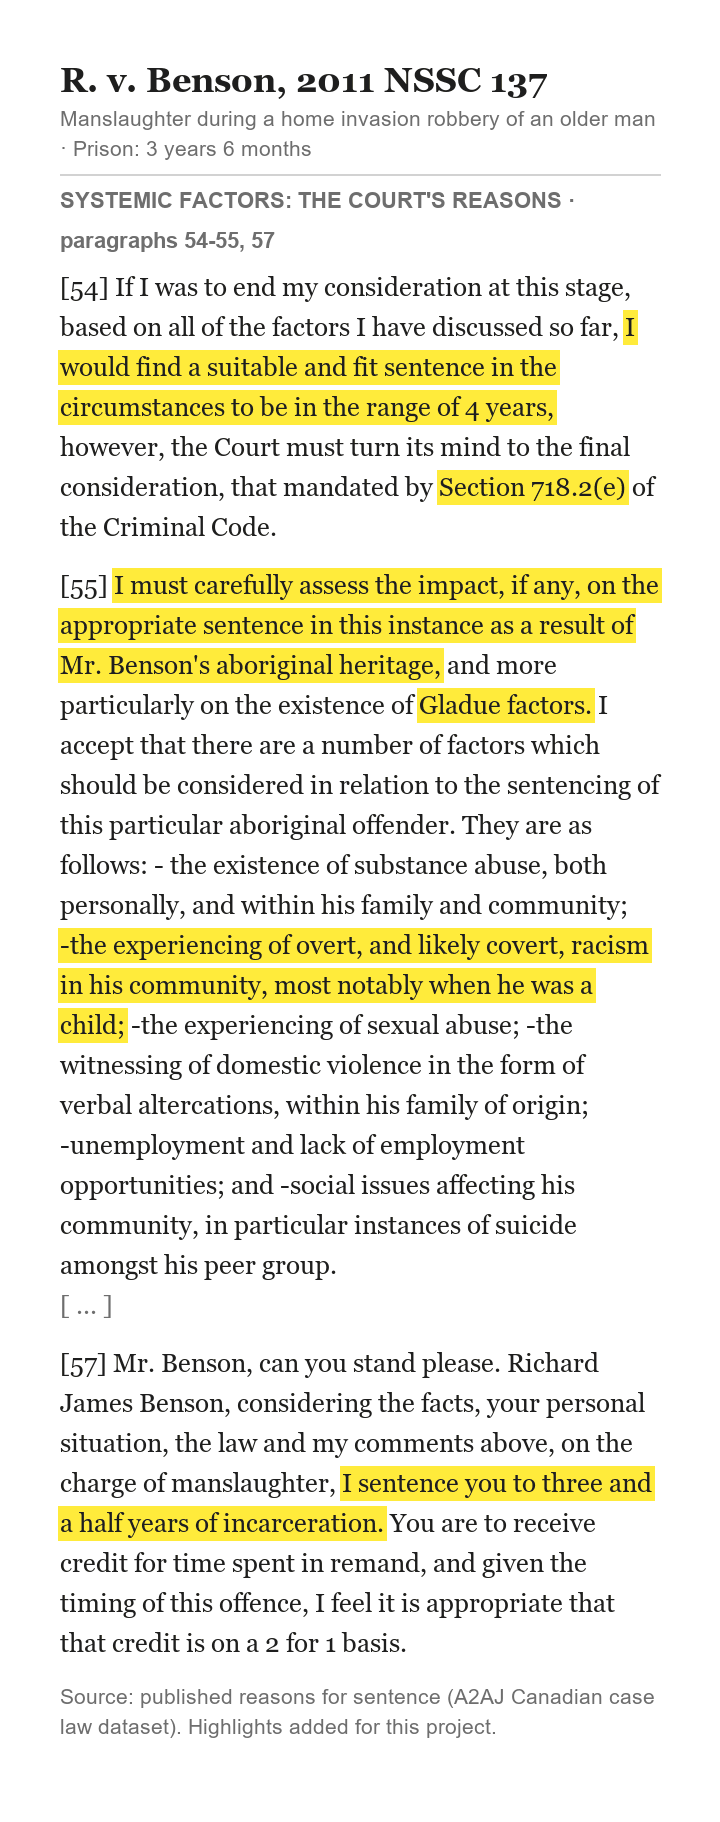 R. v. Benson, 2011 NSSC 137
Manslaughter during a home invasion robbery of an older man
· Prison: 3 years 6 months
SYSTEMIC FACTORS: THE COURT'S REASONS ·
paragraphs 54-55, 57
[54] If I was to end my consideration at this stage,
based on all of the factors I have discussed so far, I
would find a suitable and fit sentence in the
circumstances to be in the range of 4 years,
however, the Court must turn its mind to the final
consideration, that mandated by Section 718.2(e) of
the Criminal Code.
[55] I must carefully assess the impact, if any, on the
appropriate sentence in this instance as a result of
Mr. Benson's aboriginal heritage, and more
particularly on the existence of Gladue factors. I
accept that there are a number of factors which
should be considered in relation to the sentencing of
this particular aboriginal offender. They are as
follows: - the existence of substance abuse, both
personally, and within his family and community;
-the experiencing of overt, and likely covert, racism
in his community, most notably when he was a
child; -the experiencing of sexual abuse; -the
witnessing of domestic violence in the form of
verbal altercations, within his family of origin;
-unemployment and lack of employment
opportunities; and -social issues affecting his
community, in particular instances of suicide
amongst his peer group.
[ ... ]
[57] Mr. Benson, can you stand please. Richard
James Benson, considering the facts, your personal
situation, the law and my comments above, on the
charge of manslaughter, I sentence you to three and
a half years of incarceration. You are to receive
credit for time spent in remand, and given the
timing of this offence, I feel it is appropriate that
that credit is on a 2 for 1 basis.
Source: published reasons for sentence (A2AJ Canadian case
law dataset). Highlights added for this project.